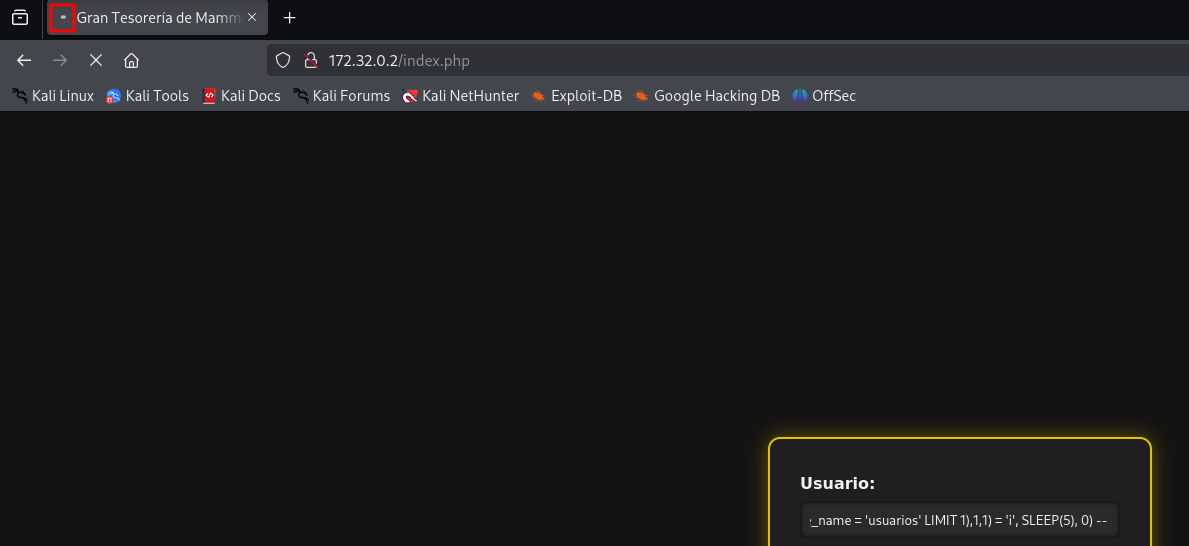 Gran Tesorería de Mamm
172.32.0.2/index.php
Kali Linux Kali Tools Kali Docs Kali Forums Kali NetHunter Exploit-DB Google Hacking DB OffSec
Usuario:
_name = 'usuarios' LIMIT 1),1,1) = 'i', SLEEP(5), 0) --